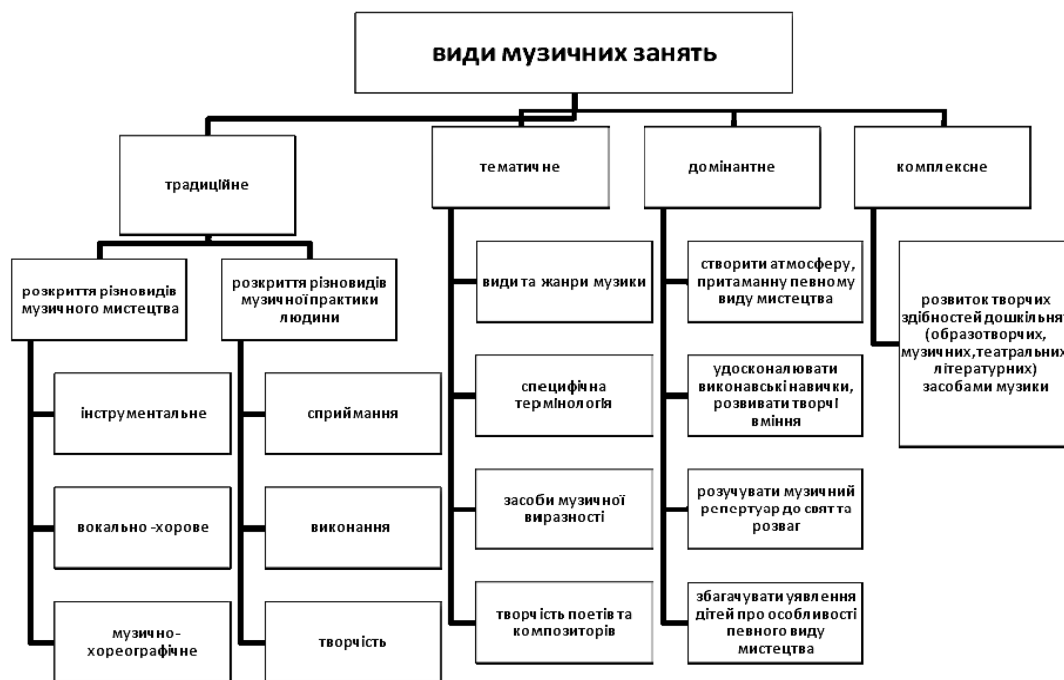 види музичних занять
традиційне
тематичне
домінантне
комплексне
розкриття різновидів
музичного мистецтва
розкриття різновидів
музичної практики
людини
інструментальне
вокально -хорове
музично-
хореографічне
сприймання
виконання
творчість
види та жанри музики
специфічна
термінологія
засоби музичної
виразності
творчість поетів та
композиторів
створити атмосферу,
притаманну певному
виду мистецтва
удосконалювати
виконавські навички,
розвивати творчі
вміння
розучувати музичний
репертуар до свят та
розваг
збагачувати уявлення
дітей про особливості
певного виду
мистецтва
розвиток творчих
здібностей дошкільнят
(образотворчих,
музичних,театральних,
літературних)
засобами музики